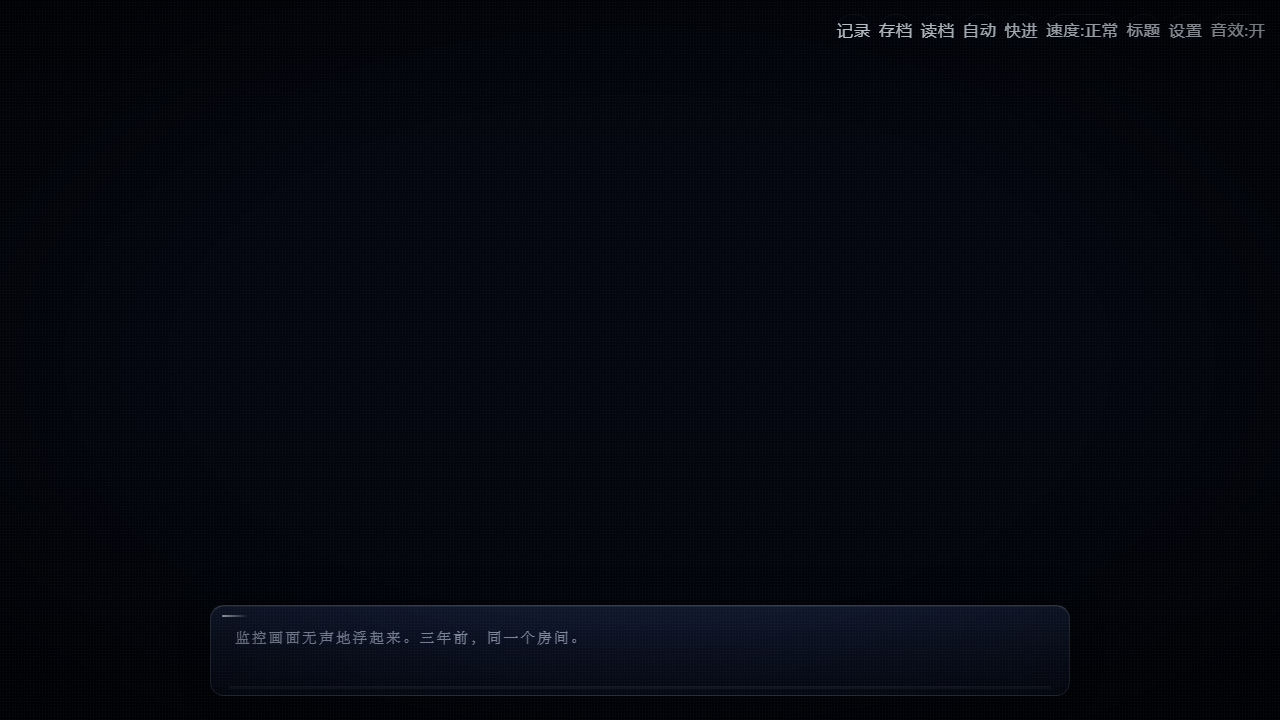 记录 存档 读档 自动 快进 速度:正常 标题 设置 音效:开
监控画面无声地浮起来。三年前，同一个房间。